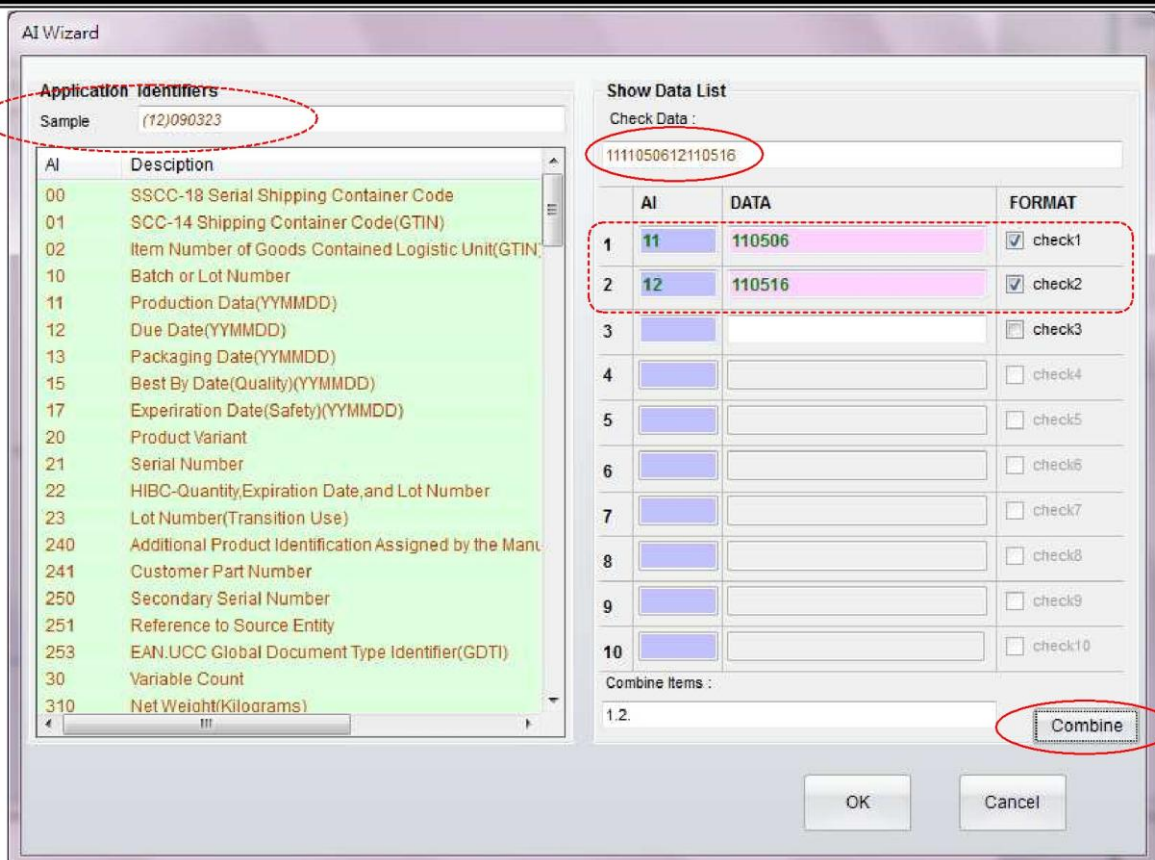 AI Wizard
Application Identifiers
Sample (12)090323
AI Desciption
00 SSCC-18 Serial Shipping Container Code
01 SCC-14 Shipping Container Code(GTIN)
02 Item Number of Goods Contained Logistic Unit(GTIN)
10 Batch or Lot Number
11 Production Data(YYMMDD)
12 Due Date(YYMMDD)
13 Packaging Date(YYMMDD)
15 Best By Date(Quality)(YYMMDD)
17 Experiration Date(Safety)(YYMMDD)
20 Product Variant
21 Serial Number
22 HIBC-Quantity,Expiration Date,and Lot Number
23 Lot Number(Transition Use)
240 Additional Product Identification Assigned by the Manu
241 Customer Part Number
250 Secondary Serial Number
251 Reference to Source Entity
253 EAN.UCC Global Document Type Identifier(GDTI)
30 Variable Count
310 Net Weight(Kilograms)
Show Data List
Check Data :
1111050612110516
AI DATA FORMAT
1 11 110506 check1
2 12 110516 check2
3 check3
4 check4
5 check5
6 check6
7 check7
8 check8
9 check9
10 check10
Combine Items :
1.2.
Combine
OK Cancel